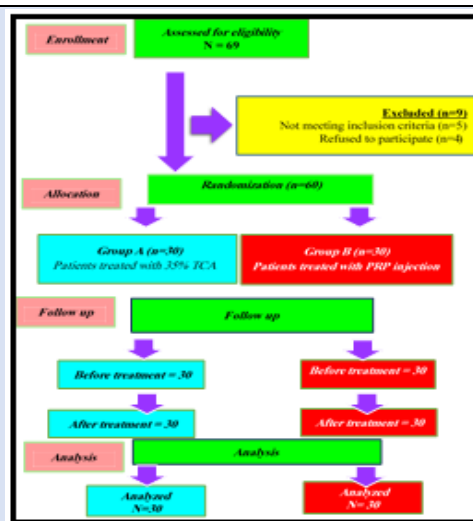 Enrollment
Assessed for eligibility
N = 69
Excluded (n=9)
Not meeting inclusion criteria (n=5)
Refused to participate (n=4)
Randomization (n=60)
Allocation
Group A (n=30)
Patients treated with 35% TCA
Group B (n=30)
Patients treated with PRP injection
Follow up
Follow up
Before treatment = 30
Before treatment = 30
After treatment = 30
After treatment = 30
Analysis
Analysis
Analyzed
N=30
Analyzed
N= 30